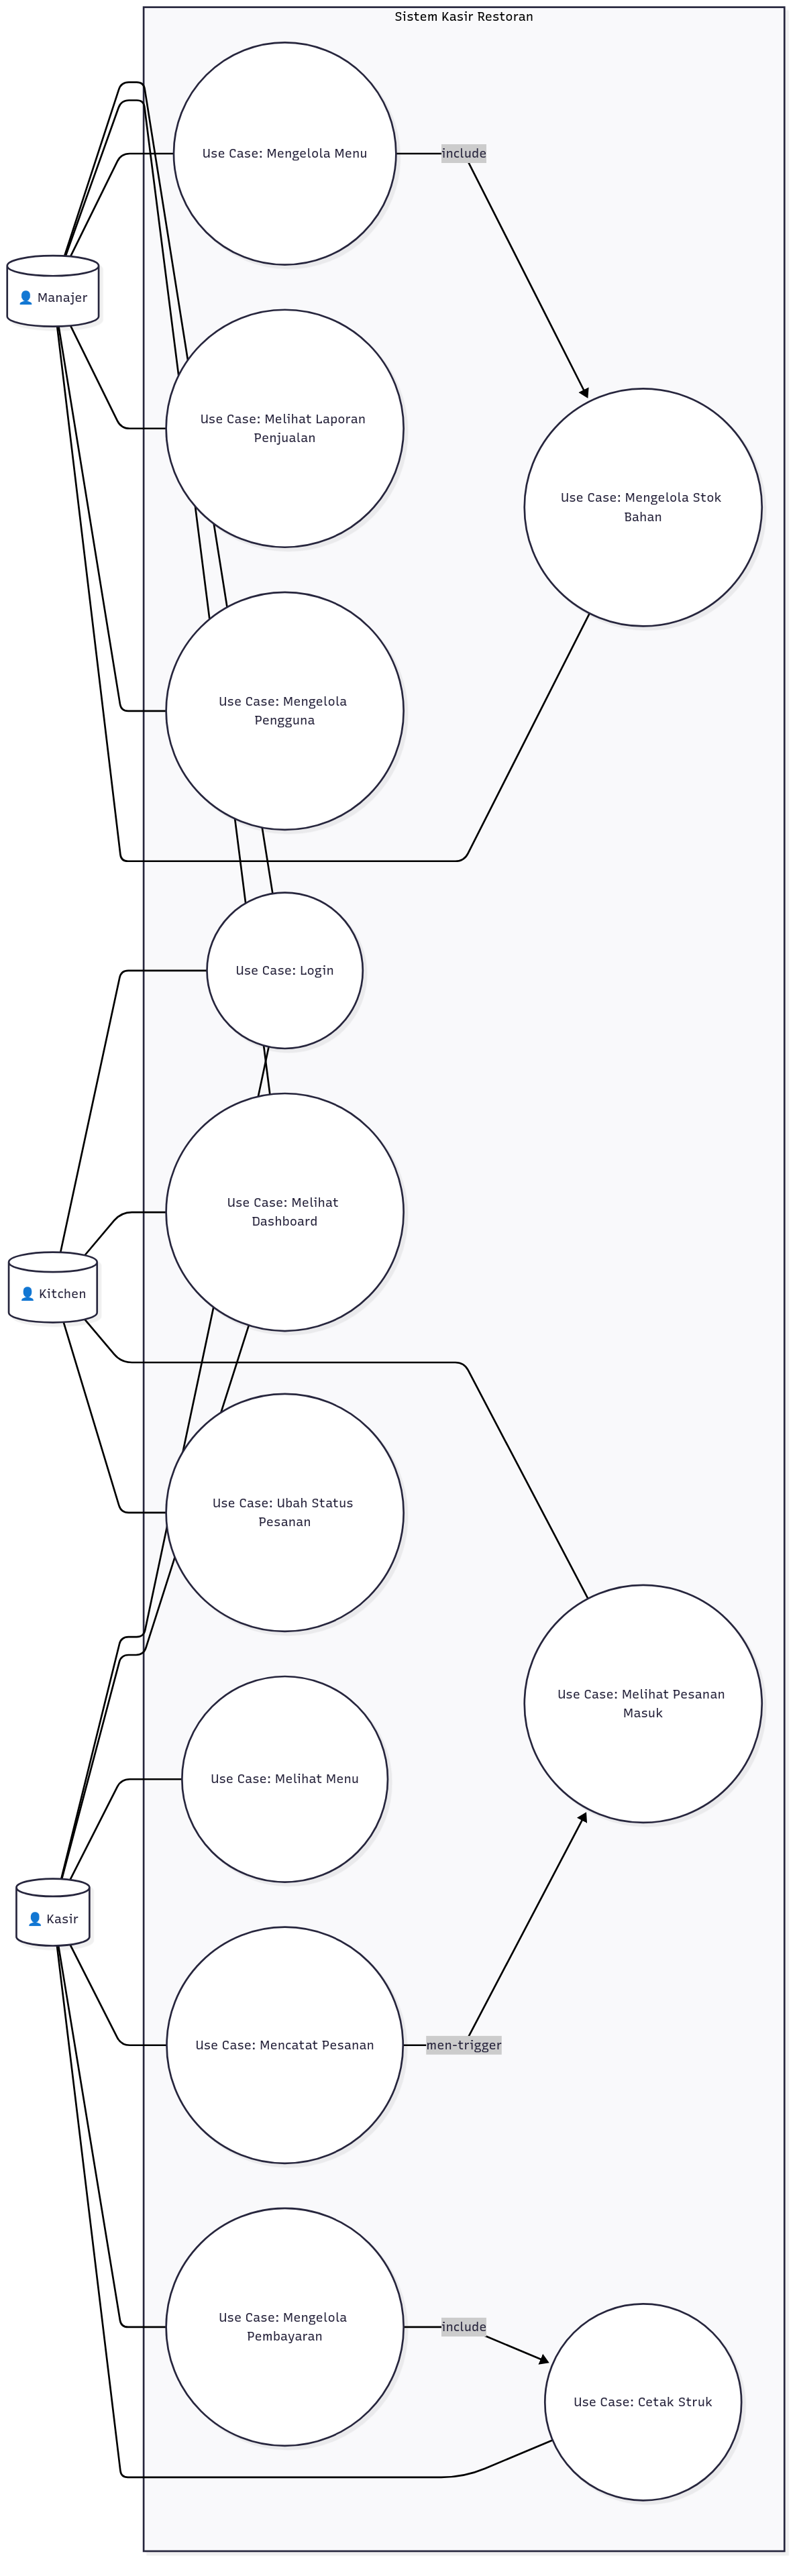 Sistem Kasir Restoran
Use Case: Mengelola Menu
include
👤 Manajer
Use Case: Melihat Laporan
Penjualan
Use Case: Mengelola Stok
Bahan
Use Case: Mengelola
Pengguna
Use Case: Login
Use Case: Melihat
Dashboard
👤 Kitchen
Use Case: Ubah Status
Pesanan
Use Case: Melihat Pesanan
Masuk
Use Case: Melihat Menu
👤 Kasir
Use Case: Mencatat Pesanan
men-trigger
Use Case: Mengelola
Pembayaran
include
Use Case: Cetak Struk